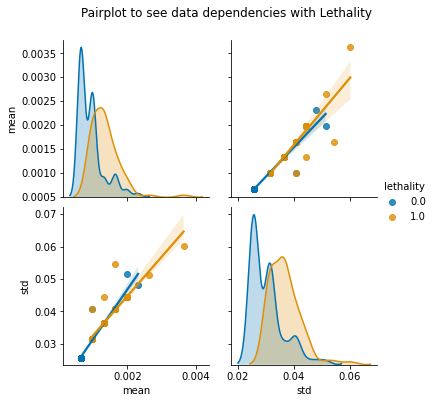 Pairplot to see data dependencies with Lethality
0.0035
0.0030
0.0025
0.0020
0.0015
0.0010
0.0005
mean
lethality
0.0
1.0
0.07
0.06
0.05
0.04
0.03
std
0.002 0.004
mean
0.02 0.04 0.06
std